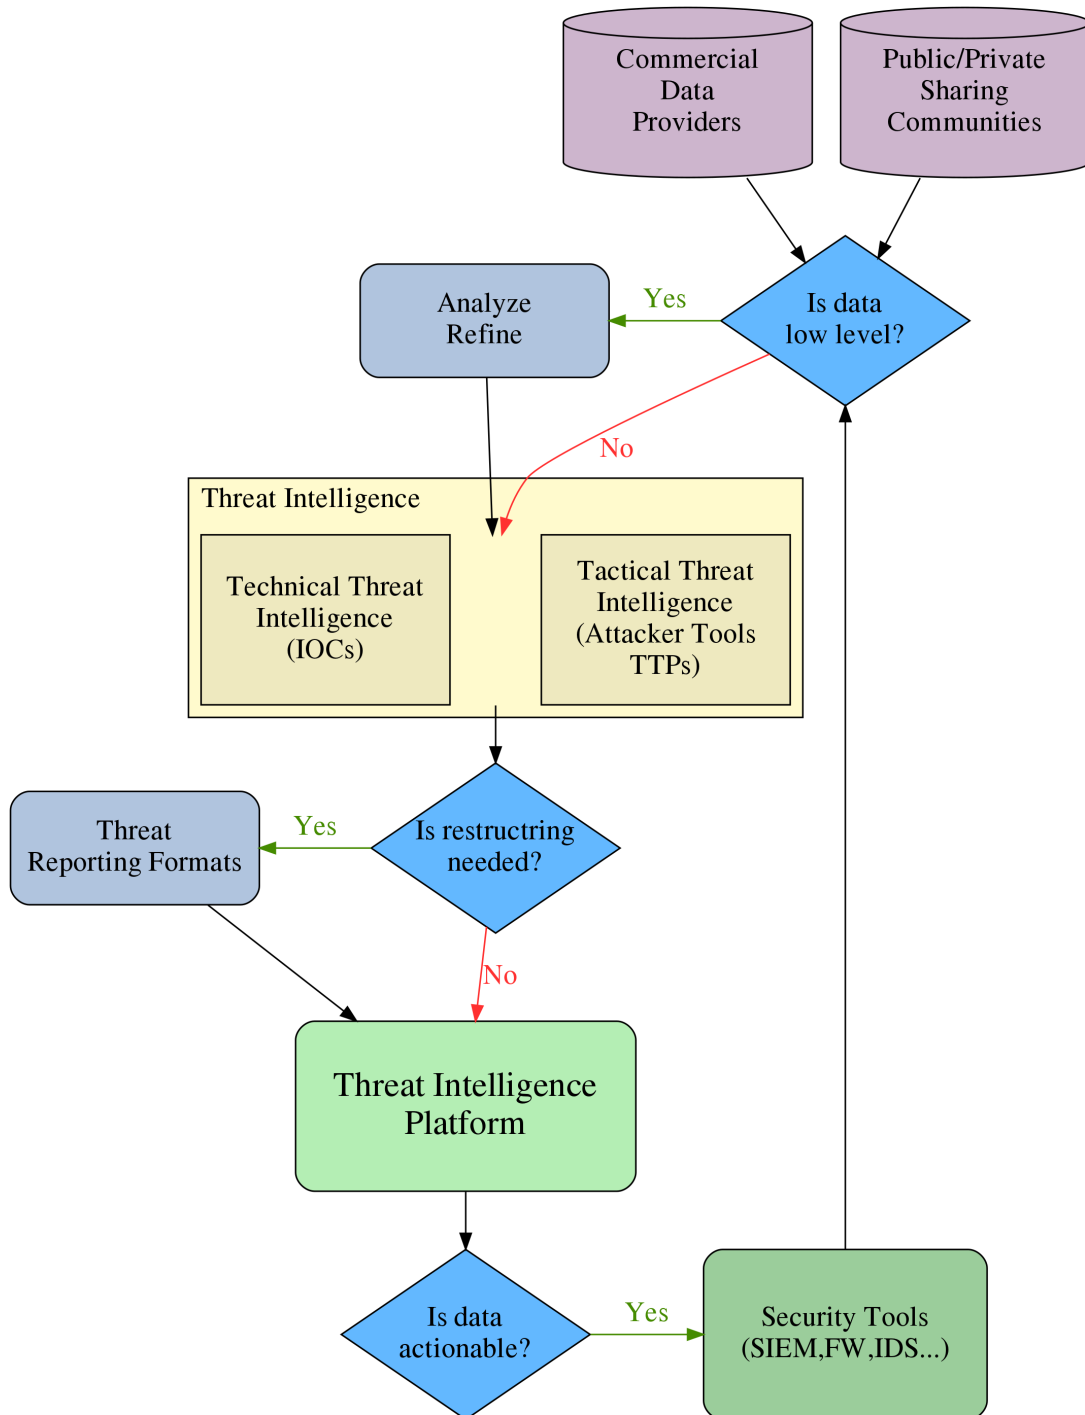 Commercial
Data
Providers
Public/Private
Sharing
Communities
Is data
low level?
Yes
Analyze
Refine
No
Threat Intelligence
Technical Threat
Intelligence
(IOCs)
Tactical Threat
Intelligence
(Attacker Tools
TTPs)
Is restructring
needed?
Yes
Threat
Reporting Formats
No
Threat Intelligence
Platform
Is data
actionable?
Yes
Security Tools
(SIEM,FW,IDS...)